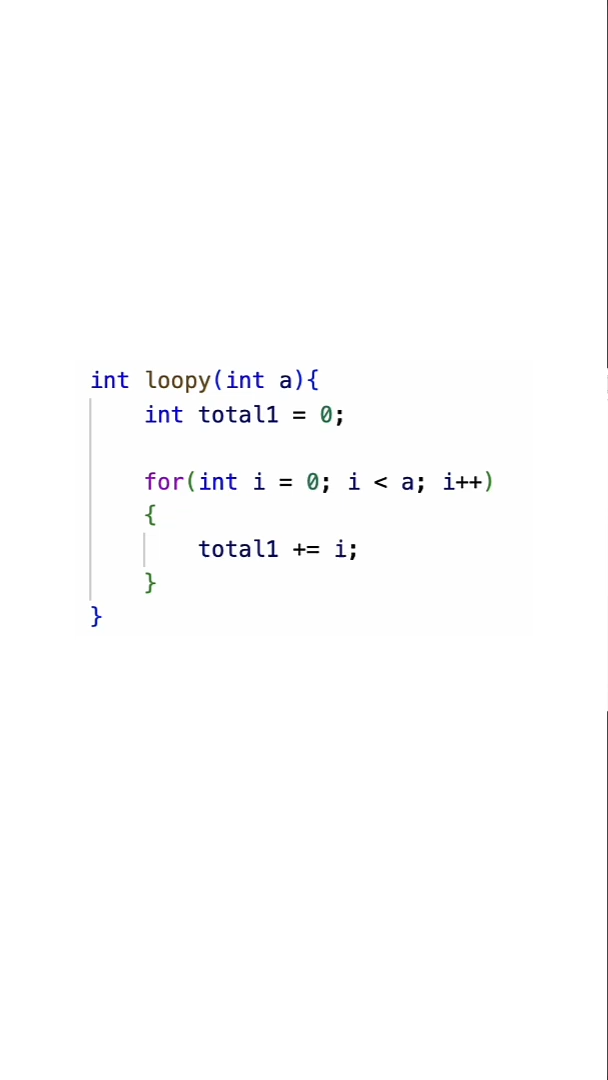 int loopy(int a){
int total1 = 0;
for(int i = 0; i < a; i++)
{
total1 += i;
}
}